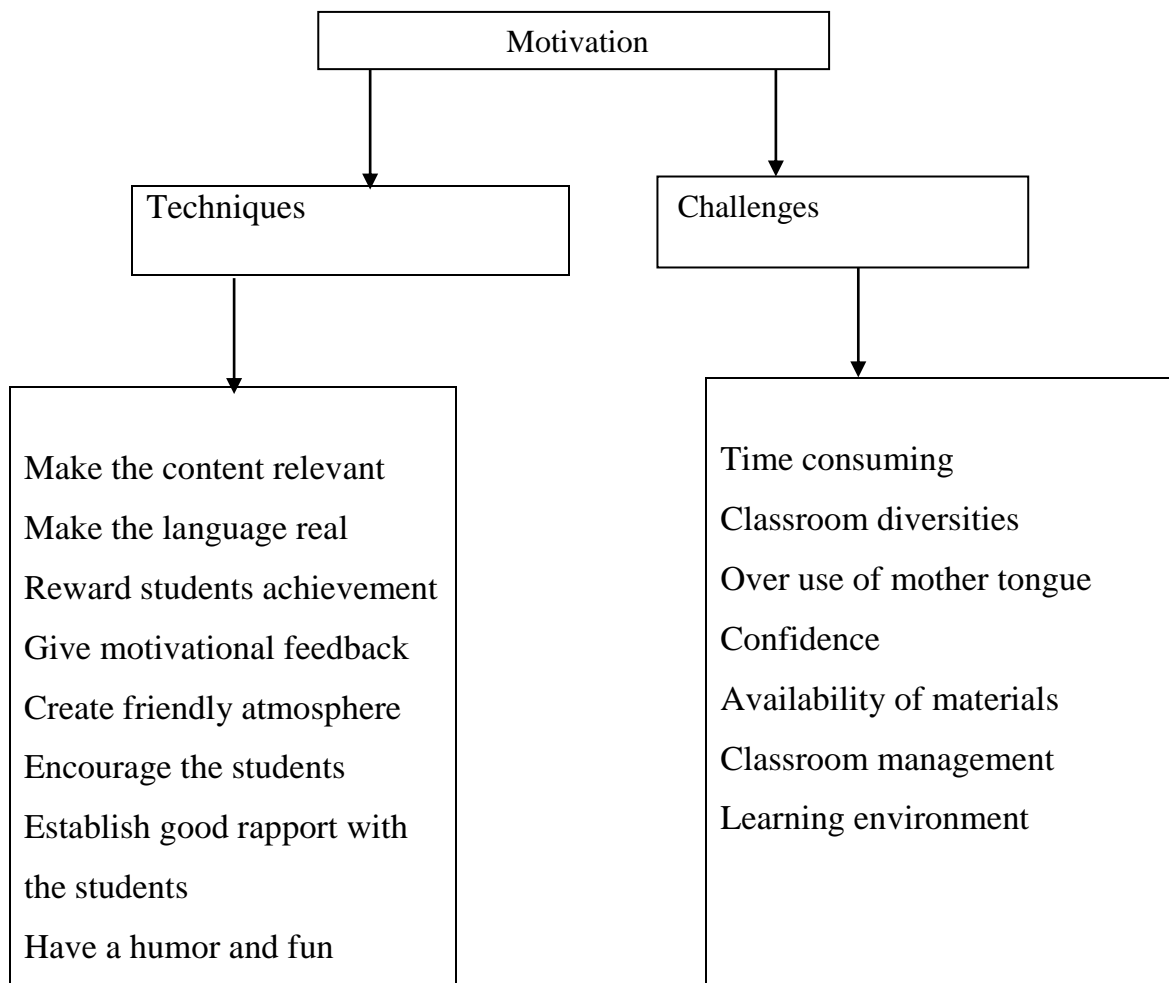 Motivation
Techniques
Challenges
Make the content relevant
Make the language real
Reward students achievement
Give motivational feedback
Create friendly atmosphere
Encourage the students
Establish good rapport with
the students
Have a humor and fun
Time consuming
Classroom diversities
Over use of mother tongue
Confidence
Availability of materials
Classroom management
Learning environment